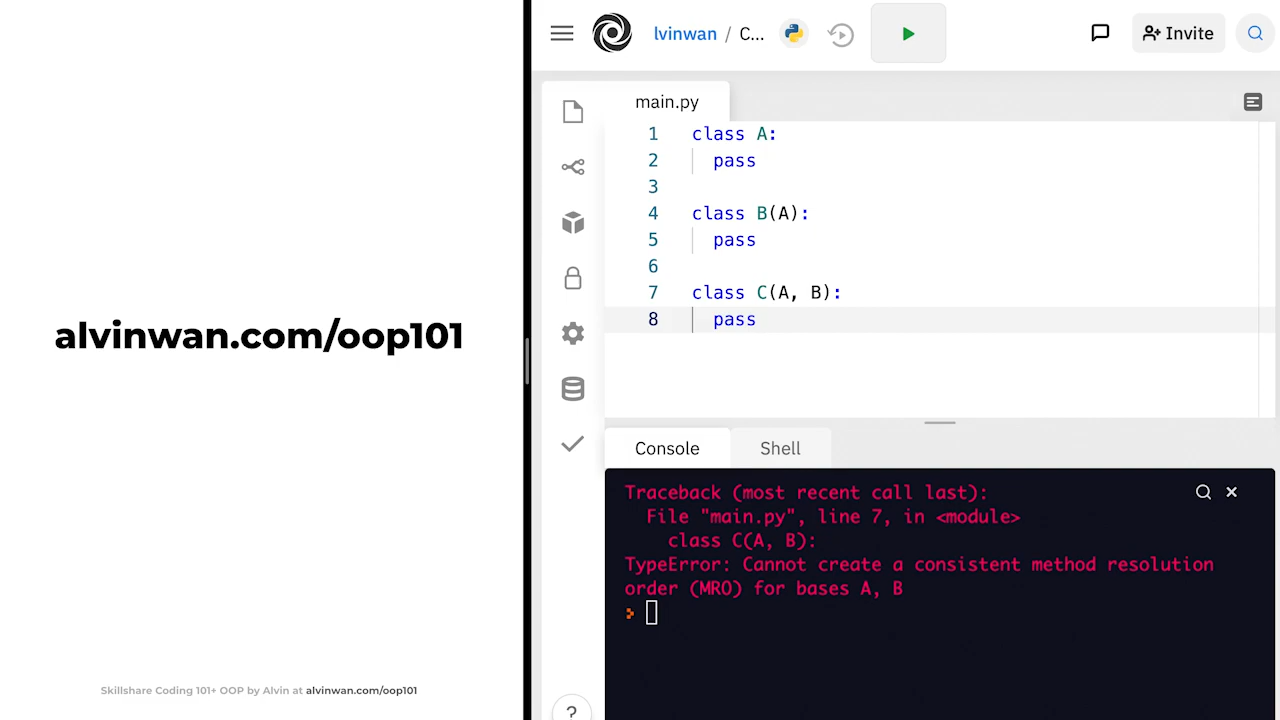 alvinwan.com/oop101
Skillshare Coding 101+ OOP by Alvin at alvinwan.com/oop101
lvinwan / C...
Invite
main.py
1 class A:
2 pass
3
4 class B(A):
5 pass
6
7 class C(A, B):
8 pass
Console Shell
Traceback (most recent call last):
File "main.py", line 7, in <module>
class C(A, B):
TypeError: Cannot create a consistent method resolution
order (MRO) for bases A, B
?